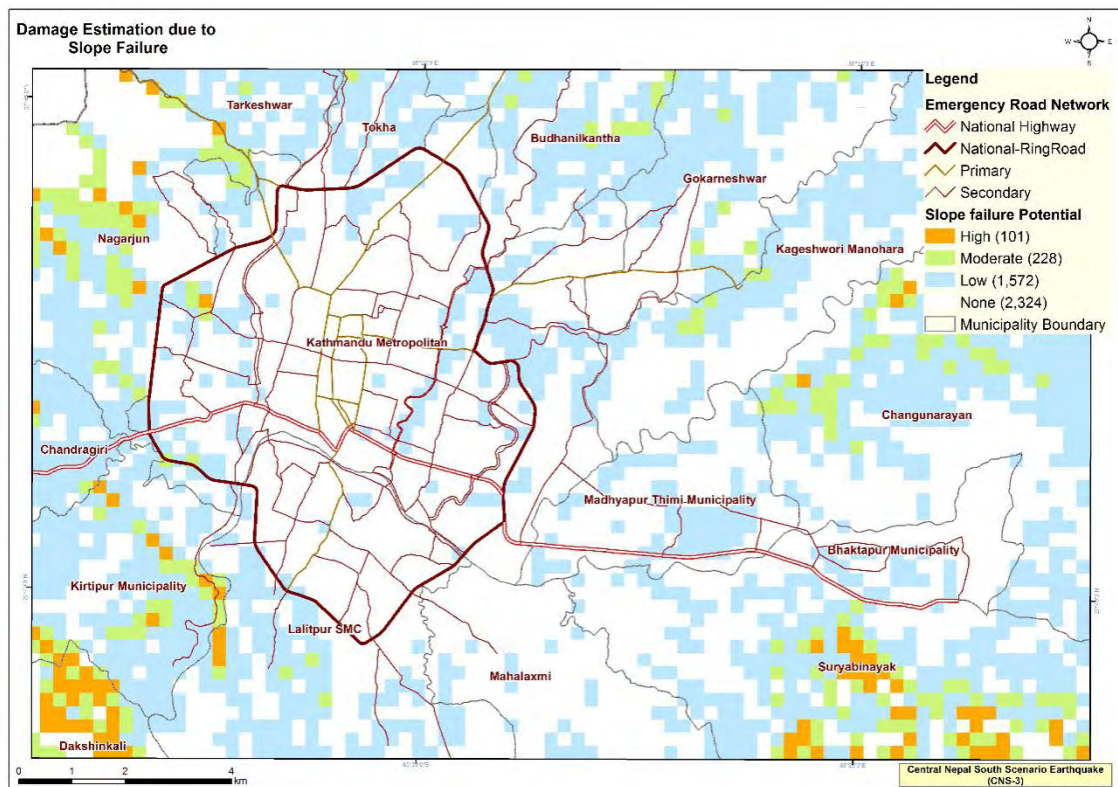 Damage Estimation due to
Slope Failure
N
W
E
S
Legend
Emergency Road Network
National Highway
National-RingRoad
Primary
Secondary
Slope failure Potential
High (101)
Moderate (228)
Low (1,572)
None (2,324)
Municipality Boundary
Tarkeshwar
Tokha
Budhanilkantha
Gokarneshwar
Nagarjun
Kageshwori Manohara
Kathmandu Metropolitan
Changunarayan
Chandragiri
Madhyapur Thimi Municipality
Bhaktapur Municipality
Kirtipur Municipality
Lalitpur SMC
Mahalaxmi
Suryabinayak
Dakshinkali
0 1 2 4
km
Central Nepal South Scenario Earthquake
(CNS-3)